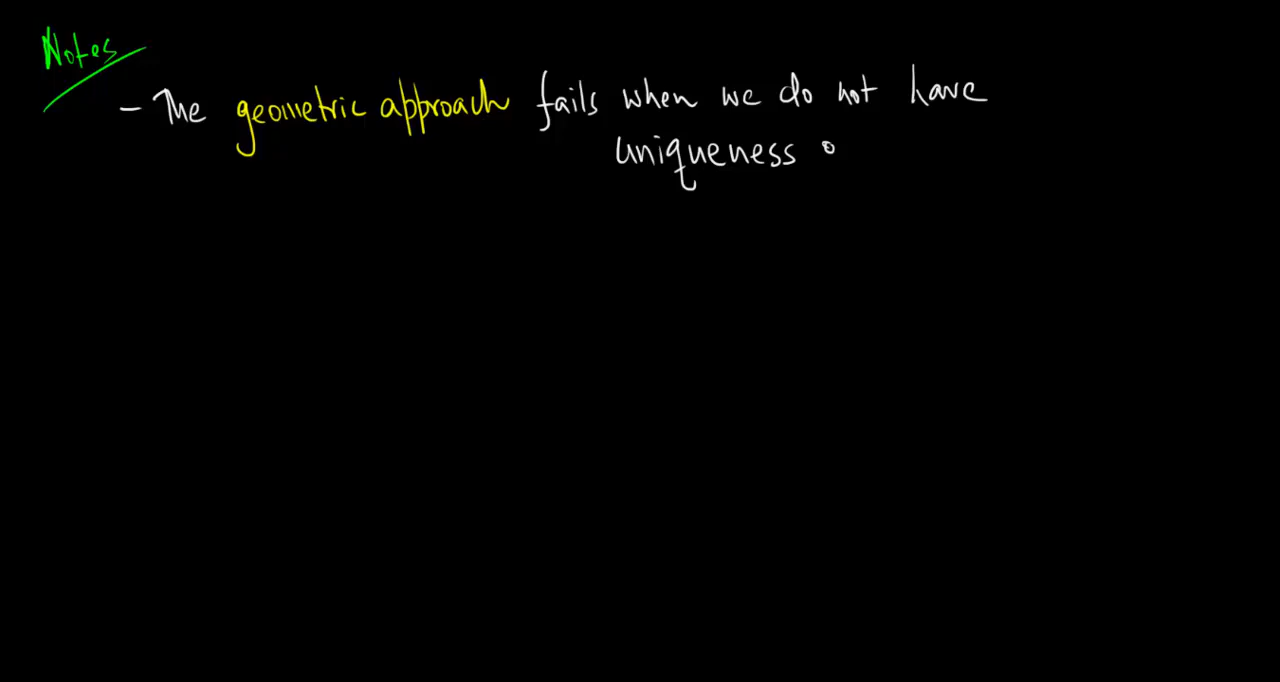 Notes
- The geometric approach fails when we do not have
uniqueness o